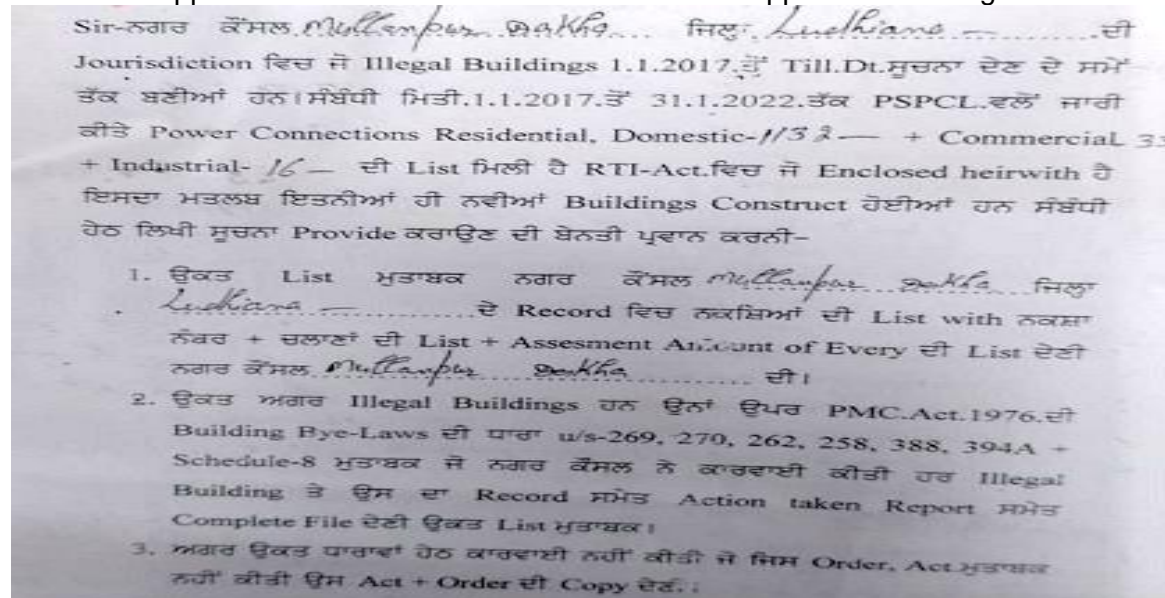 Sir-ਨਗਰ ਕੌਂਸਲ Mullanpur Dakha.... ਜਿਲ੍ਹਾ Ludhiana ...........ਦੀ
Jourisdiction ਵਿਚ ਜੋ Illegal Buildings 1.1.2017.ਤੋਂ Till.Dt.ਸੂਚਨਾ ਦੇਣ ਦੇ ਸਮੇਂ
ਤੱਕ ਬਣੀਆਂ ਹਨ।ਸੰਬੰਧੀ ਮਿਤੀ.1.1.2017.ਤੋਂ 31.1.2022.ਤੱਕ PSPCL.ਵਲੋਂ ਜਾਰੀ
ਕੀਤੇ Power Connections Residential, Domestic-1132— + Commercial
+ Industrial- 16 — ਦੀ List ਮਿਲੀ ਹੈ RTI-Act.ਵਿਚ ਜੋ Enclosed heirwith ਹੈ
ਇਸਦਾ ਮਤਲਬ ਇਤਨੀਆਂ ਹੀ ਨਵੀਆਂ Buildings Construct ਹੋਈਆਂ ਹਨ ਸੰਬੰਧੀ
ਹੇਠ ਲਿਖੀ ਸੂਚਨਾ Provide ਕਰਾਉਣ ਦੀ ਬੇਨਤੀ ਪ੍ਰਵਾਨ ਕਰਨੀ–
1. ਉਕਤ List ਮੁਤਾਬਕ ਨਗਰ ਕੌਂਸਲ Mullanpur Dakha ਜਿਲ੍ਹਾ
Ludhiana ............ਦੇ Record ਵਿਚ ਨਕਸ਼ਿਆਂ ਦੀ List with ਨਕਸ਼ਾ
ਨੰਬਰ + ਚਲਾਣਾਂ ਦੀ List + Assesment Amount of Every ਦੀ List ਦੇਣੀ
ਨਗਰ ਕੌਂਸਲ Mullanpur Dakha ............ ਦੀ।
2. ਉਕਤ ਅਗਰ Illegal Buildings ਹਨ ਉਨਾਂ ਉਪਰ PMC.Act.1976.ਦੀ
Building Bye-Laws ਦੀ ਧਾਰਾ u/s-269, 270, 262, 258, 388, 394A +
Schedule-8 ਮੁਤਾਬਕ ਜੋ ਨਗਰ ਕੌਂਸਲ ਨੇ ਕਾਰਵਾਈ ਕੀਤੀ ਹਰ Illegal
Building ਤੇ ਉਸ ਦਾ Record ਸਮੇਤ Action taken Report ਸਮੇਤ
Complete File ਦੇਣੀ ਉਕਤ List ਮੁਤਾਬਕ।
3. ਅਗਰ ਉਕਤ ਧਾਰਾਵਾਂ ਹੇਠ ਕਾਰਵਾਈ ਨਹੀਂ ਕੀਤੀ ਜੋ ਜਿਸ Order, Act.ਮੁਤਾਬਕ
ਨਹੀਂ ਕੀਤੀ ਉਸ Act + Order ਦੀ Copy ਦੇਣੀ।